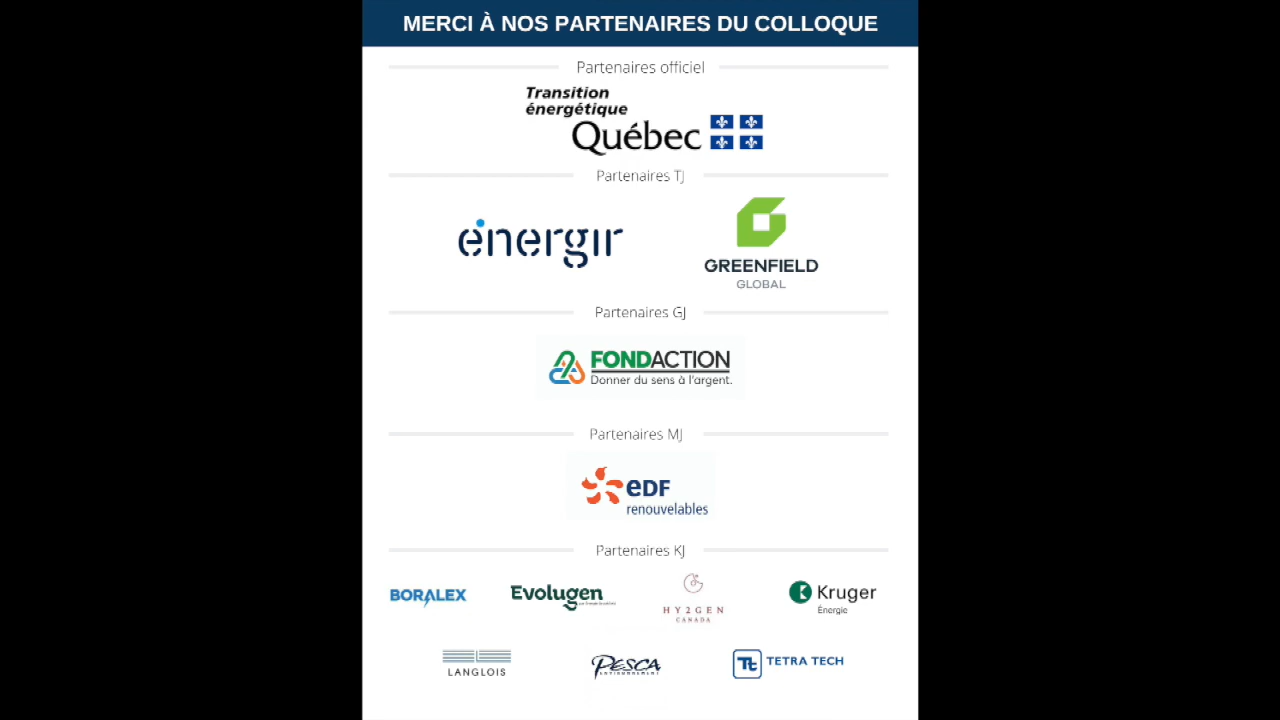 MERCI À NOS PARTENAIRES DU COLLOQUE
Partenaires officiel
Transition
énergétique
Québec
Partenaires TJ
énergir
GREENFIELD
GLOBAL
Partenaires GJ
FONDACTION
Donner du sens à l'argent.
Partenaires MJ
eDF
renouvelables
Partenaires KJ
BORALEX
Evolugen
HY2GEN
CANADA
Kruger
Énergie
LANGLOIS
PESCA
ENVIRONNEMENT
Tt TETRA TECH